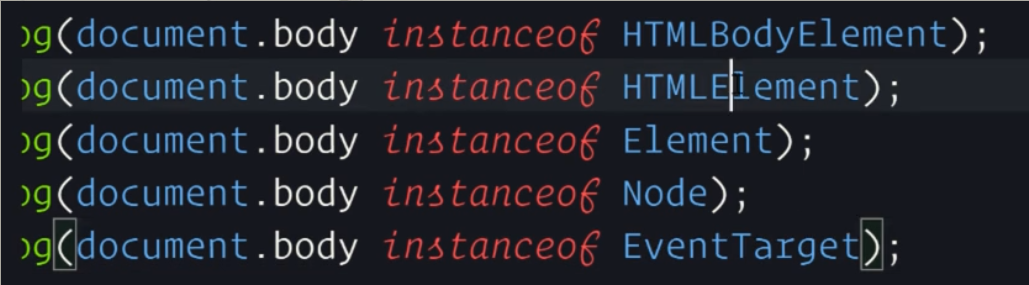 og(document.body instanceof HTMLBodyElement);
og(document.body instanceof HTMLElement);
og(document.body instanceof Element);
og(document.body instanceof Node);
og(document.body instanceof EventTarget);